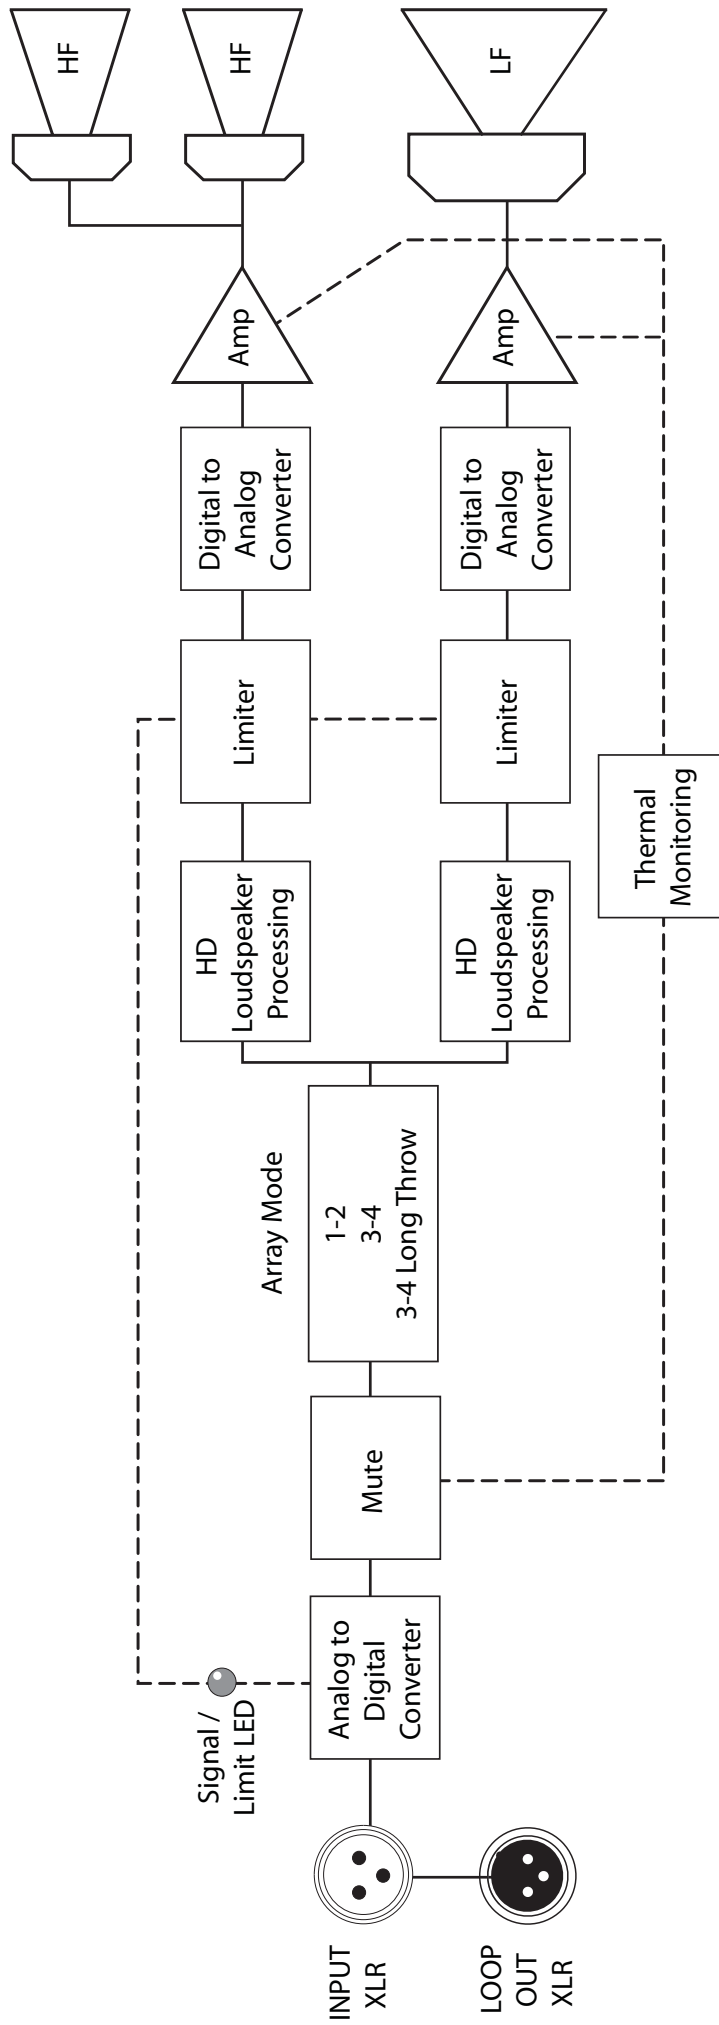 INPUT
XLR
LOOP
OUT
XLR
Signal /
Limit LED
Analog to
Digital
Converter
Mute
Array Mode
1-2
3-4
3-4 Long Throw
HD
Loudspeaker
Processing
Limiter
Digital to
Analog
Converter
Amp
HF
HF
HD
Loudspeaker
Processing
Limiter
Digital to
Analog
Converter
Amp
LF
Thermal
Monitoring